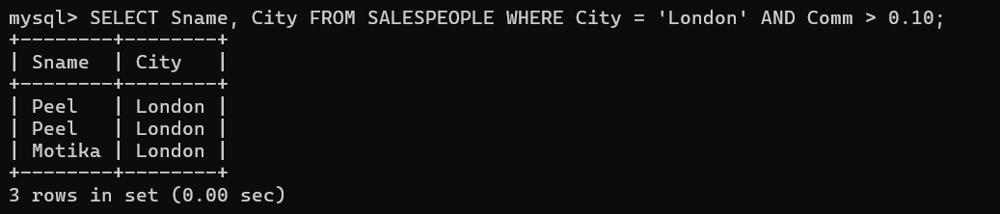 mysql> SELECT Sname, City FROM SALESPEOPLE WHERE City = 'London' AND Comm > 0.10;
+--------+--------+
| Sname  | City   |
+--------+--------+
| Peel   | London |
| Peel   | London |
| Motika | London |
+--------+--------+
3 rows in set (0.00 sec)